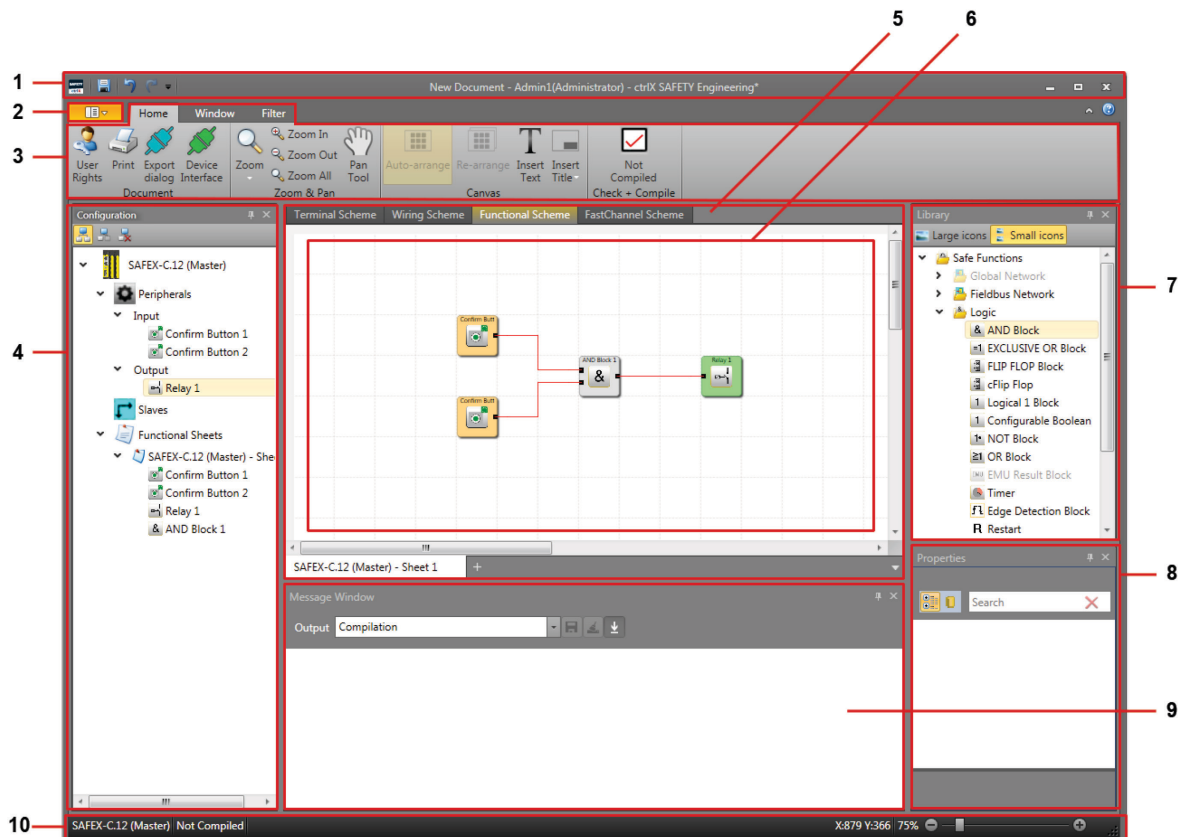 5 6
1 New Document - Admin1(Administrator) - ctrlX SAFETY Engineering*
2 Home Window Filter
3
User Rights
Print
Export dialog
Device Interface
Document
Zoom
Zoom In
Zoom Out
Zoom All
Pan Tool
Zoom & Pan
Auto-arrange
Re-arrange
Insert Text
Insert Title
Canvas
Not Compiled
Check + Compile
4
Configuration
SAFEX-C.12 (Master)
Peripherals
Input
Confirm Button 1
Confirm Button 2
Output
Relay 1
Slaves
Functional Sheets
SAFEX-C.12 (Master) - She
Confirm Button 1
Confirm Button 2
Relay 1
& AND Block 1
Terminal Scheme Wiring Scheme Functional Scheme FastChannel Scheme
Confirm Butt
Confirm Butt
AND Block 1
&
Relay 1
SAFEX-C.12 (Master) - Sheet 1 +
7
Library
Large icons Small icons
Safe Functions
Global Network
Fieldbus Network
Logic
& AND Block
=1 EXCLUSIVE OR Block
FLIP FLOP Block
cFlip Flop
1 Logical 1 Block
1 Configurable Boolean
NOT Block
≥1 OR Block
EMU Result Block
Timer
Edge Detection Block
R Restart
8
Properties
Search
9
Message Window
Output Compilation
10
SAFEX-C.12 (Master) Not Compiled X:879 Y:366 75%